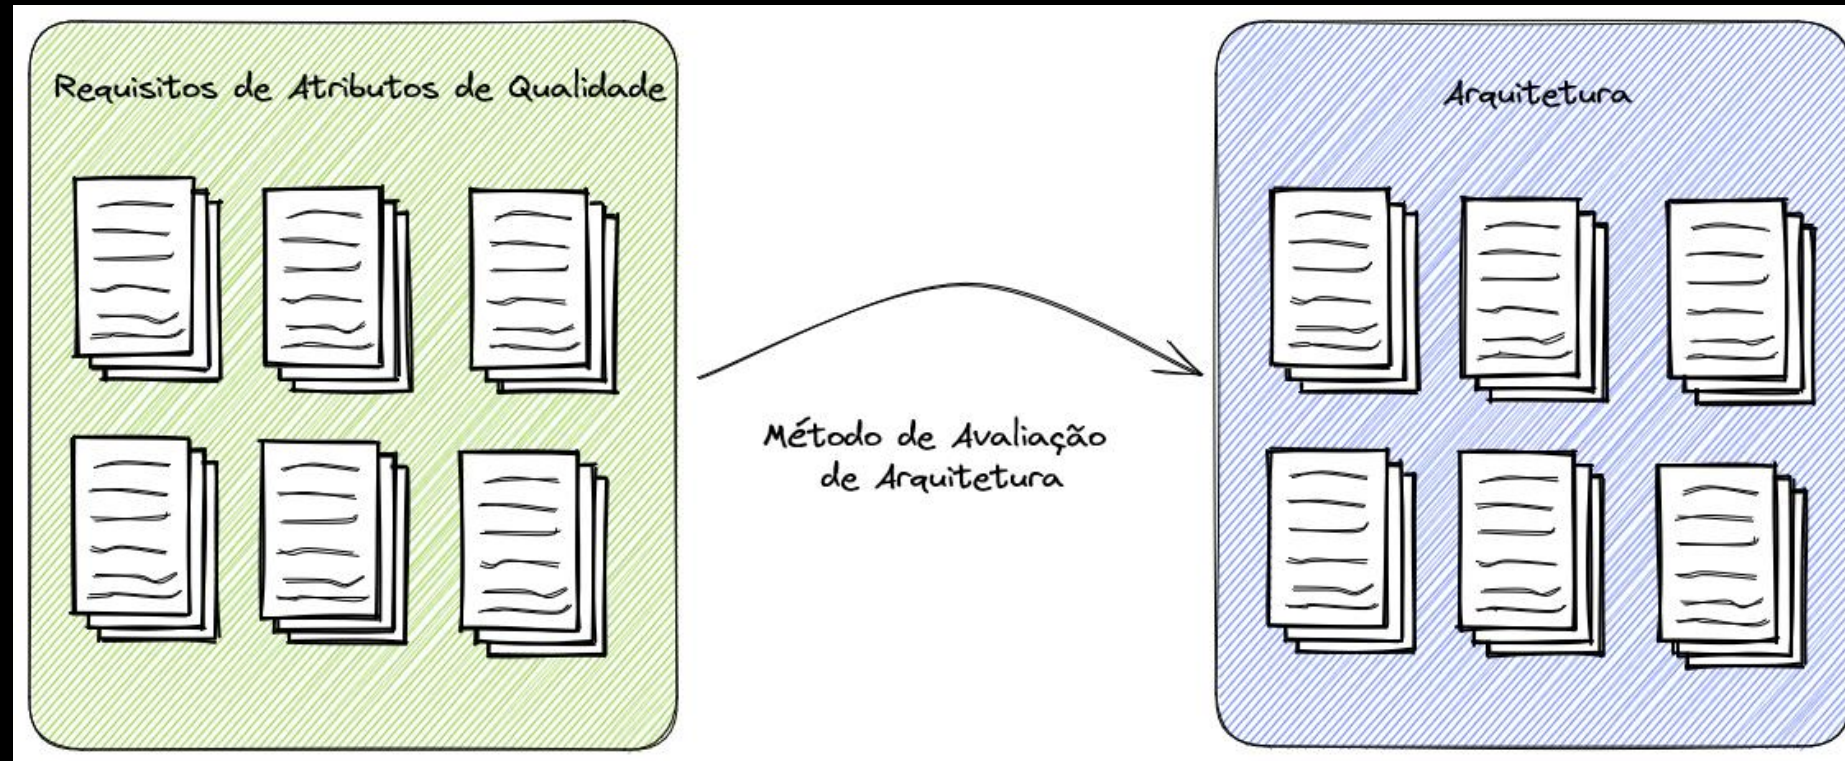 Requisitos de Atributos de Qualidade
Arquitetura
Método de Avaliação
de Arquitetura